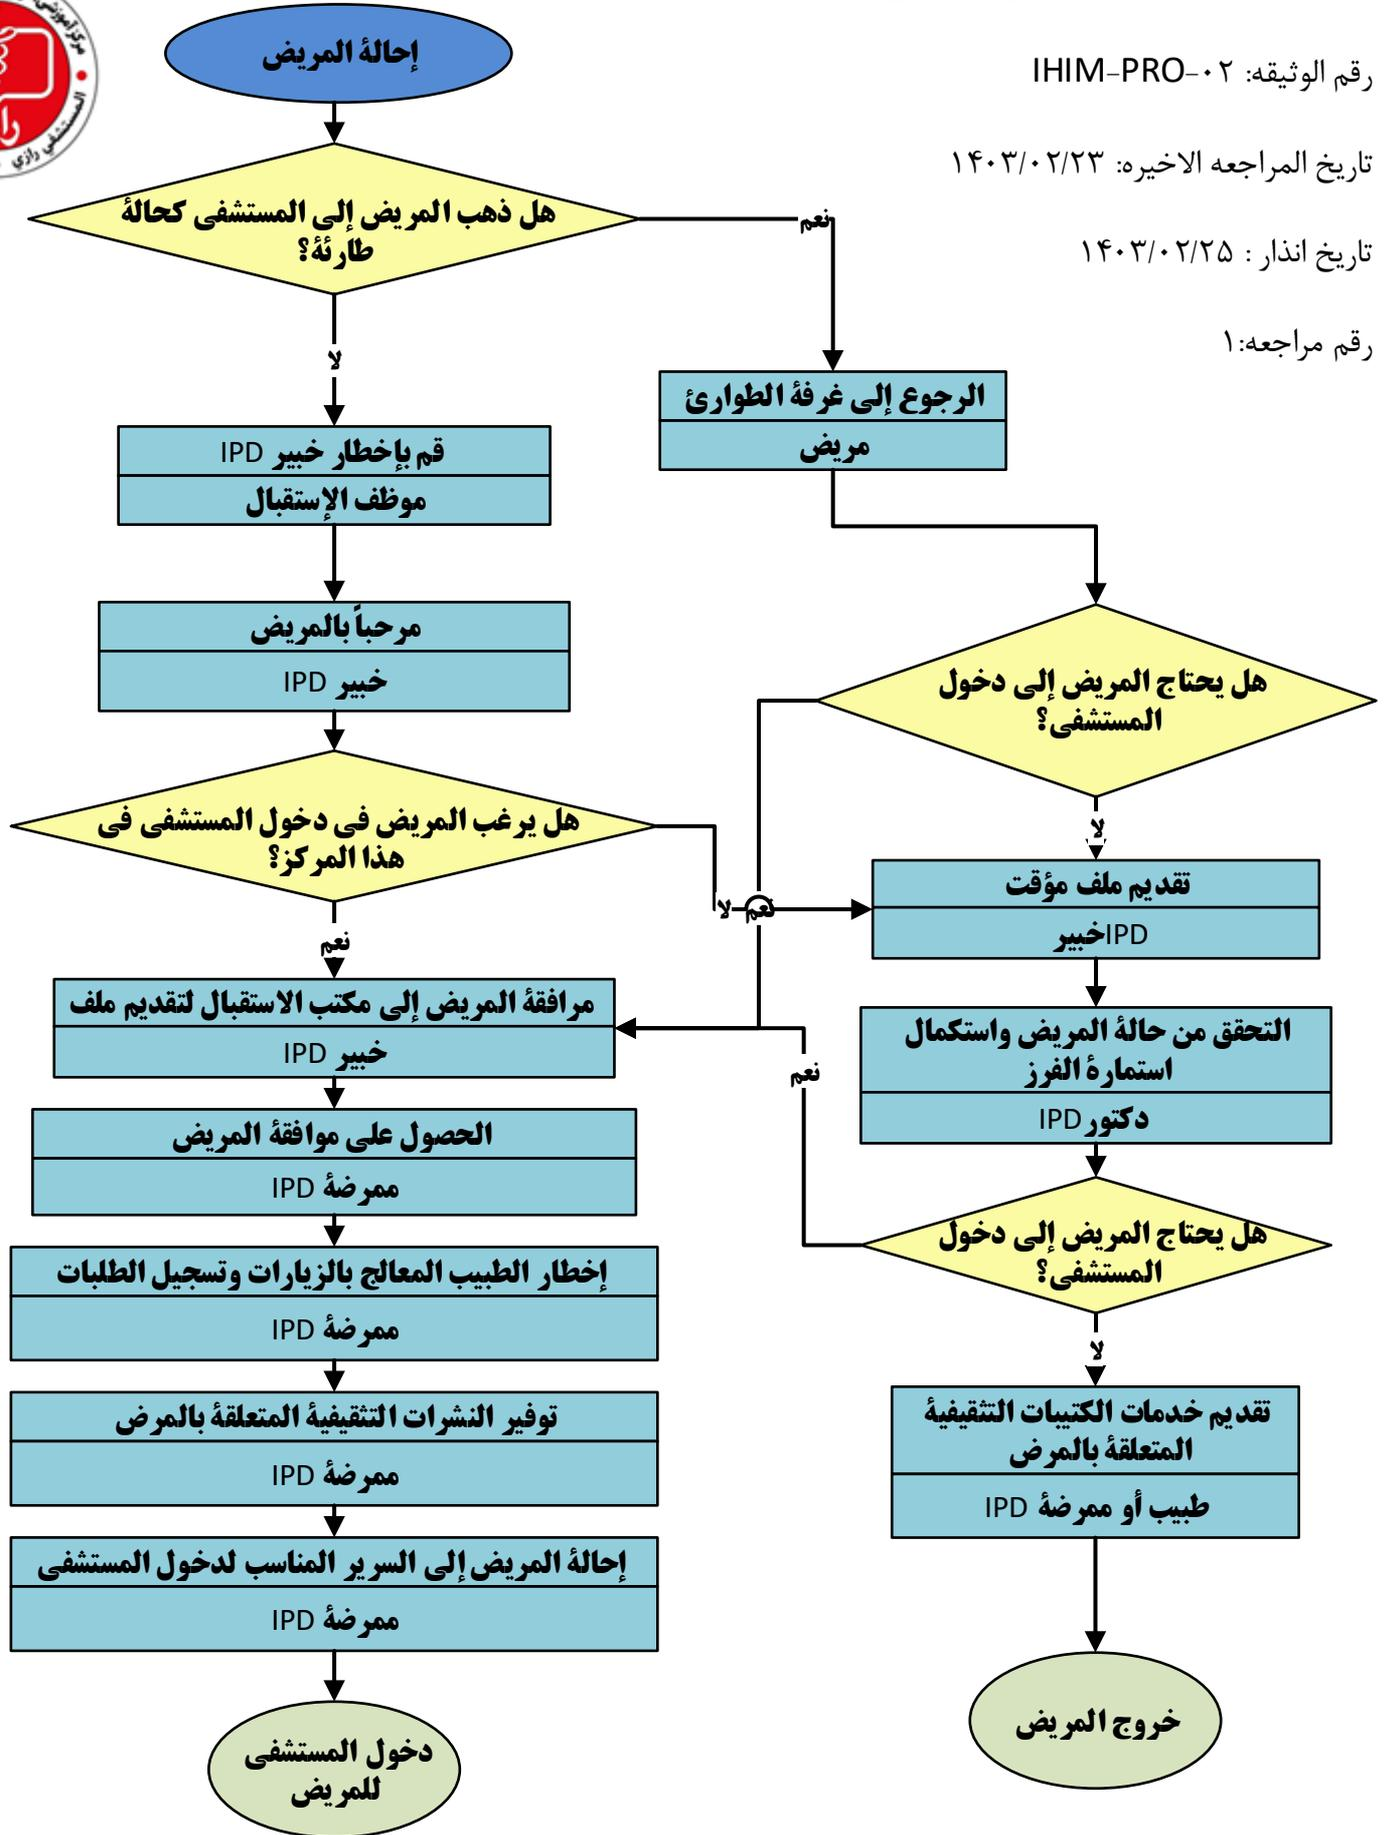 مرکز آموزشی
المستشفي رازي
را
رقم الوثيقه: IHIM-PRO-۰۲
تاريخ المراجعه الاخيره: ۱۴۰۳/۰۲/۲۳
تاريخ انذار : ۱۴۰۳/۰۲/۲۵
رقم مراجعه:۱
إحالة المريض
هل ذهب المريض إلى المستشفى كحالة
طارئة؟
نعم
لا
الرجوع إلى غرفة الطوارئ
مريض
قم بإخطار خبير IPD
موظف الإستقبال
مرحباً بالمريض
خبير IPD
هل يحتاج المريض إلى دخول
المستشفى؟
هل يرغب المريض في دخول المستشفى في
هذا المركز؟
لا
تقديم ملف مؤقت
خبيرIPD
لا
نعم
نعم
مرافقة المريض إلى مكتب الاستقبال لتقديم ملف
خبير IPD
التحقق من حالة المريض واستكمال
استمارة الفرز
دكتورIPD
نعم
الحصول على موافقة المريض
ممرضة IPD
هل يحتاج المريض إلى دخول
المستشفى؟
إخطار الطبيب المعالج بالزيارات وتسجيل الطلبات
ممرضة IPD
لا
توفير النشرات التثقيفية المتعلقة بالمرض
ممرضة IPD
تقديم خدمات الكتيبات التثقيفية
المتعلقة بالمرض
طبيب أو ممرضة IPD
إحالة المريض إلى السرير المناسب لدخول المستشفى
ممرضة IPD
خروج المريض
دخول المستشفى
للمريض